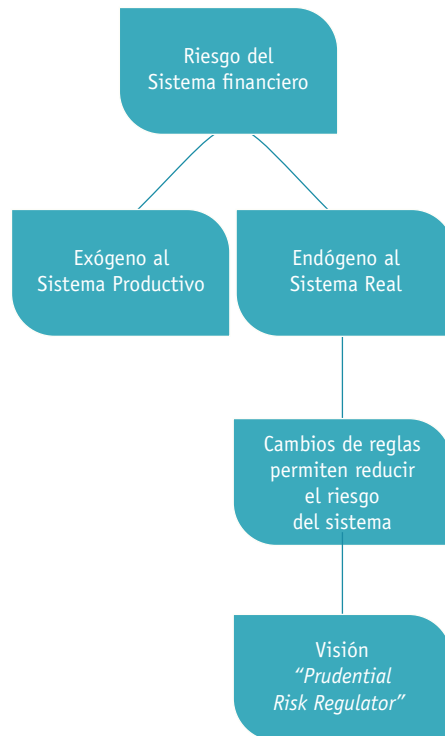 Riesgo del
Sistema financiero
Exógeno al
Sistema Productivo
Endógeno al
Sistema Real
Cambios de reglas
permiten reducir
el riesgo
del sistema
Visión
“Prudential
Risk Regulator”